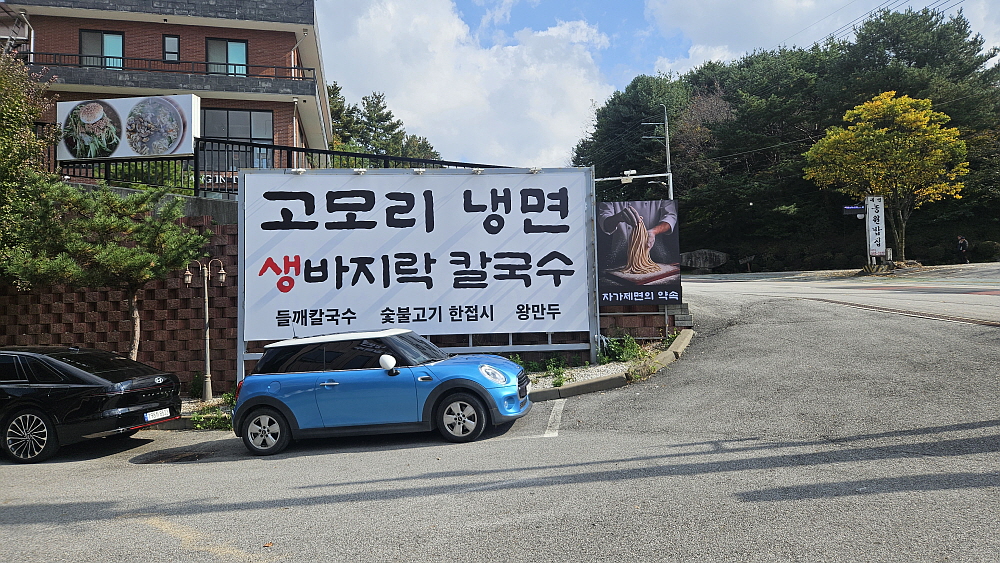 고모리 냉면
생바지락 칼국수
들깨칼국수 숯불고기 한접시 왕만두
자가제면의 약속